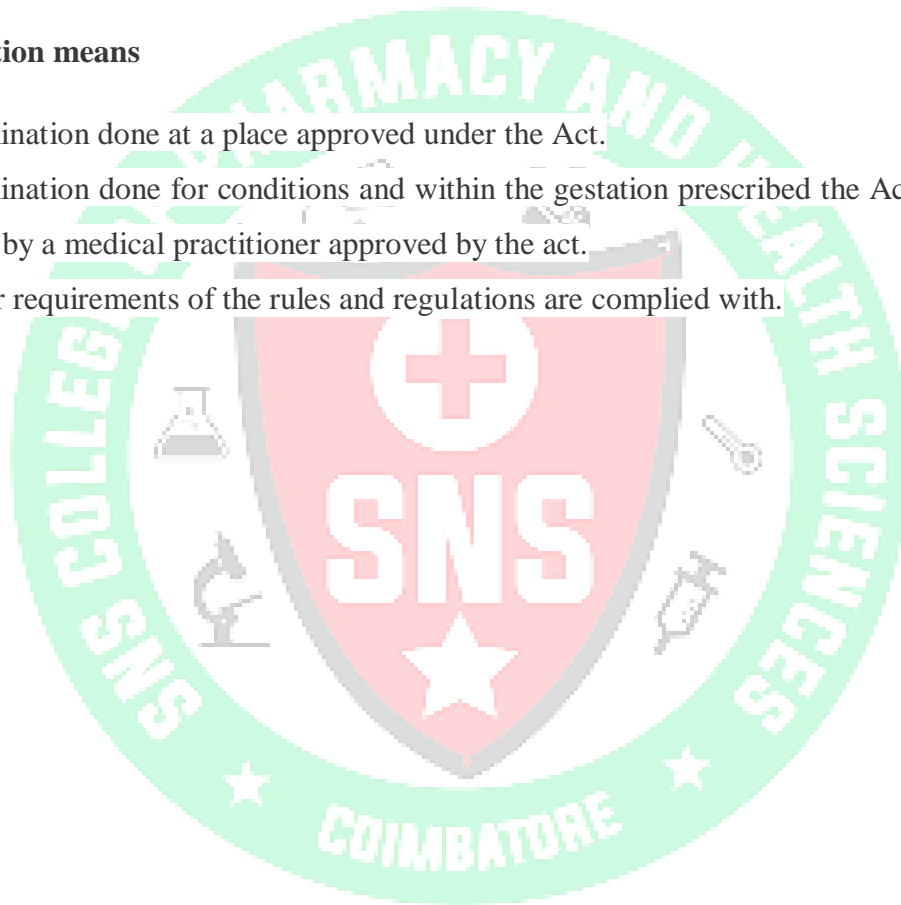 tion means
ination done at a place approved under the Act.
ination done for conditions and within the gestation prescribed the Ac
by a medical practitioner approved by the act.
r requirements of the rules and regulations are complied with.
SNS COLLEGE PHARMACY AND HEALTH SCIENCES
SNS
COIMBATORE